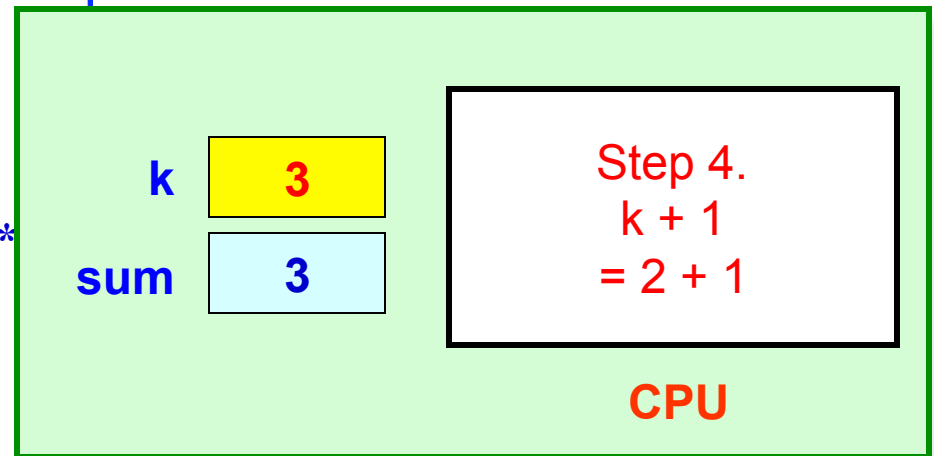 k 3
* sum 3
Step 4.
k + 1
= 2 + 1
CPU